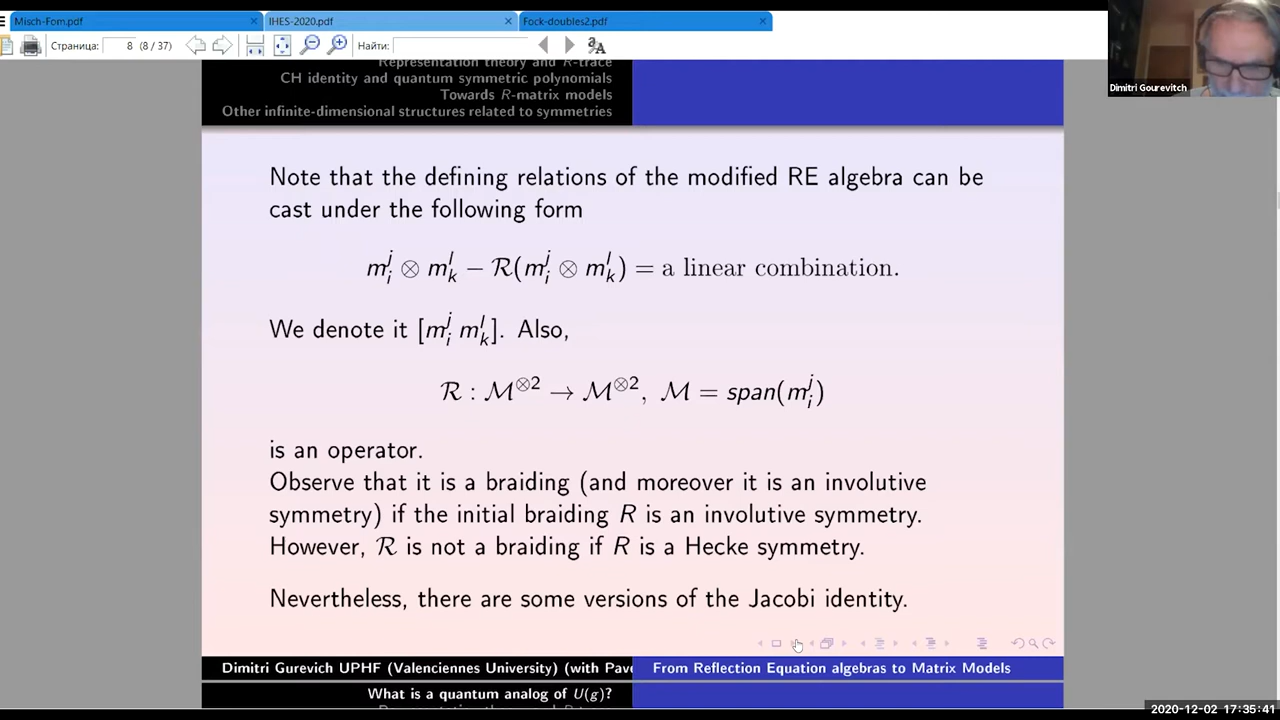 Misch-Fom.pdf
IHES-2020.pdf
Fock-doubles2.pdf
Страница: 8 (8 / 37)
Найти:
Dimitri Gourevitch
Representation theory and R-trace
CH identity and quantum symmetric polynomials
Towards R-matrix models
Other infinite-dimensional structures related to symmetries
Note that the defining relations of the modified RE algebra can be
cast under the following form
m_i^j ⊗ m_k^l − ℛ(m_i^j ⊗ m_k^l) = a linear combination.
We denote it [m_i^j m_k^l]. Also,
ℛ : ℳ^{⊗2} → ℳ^{⊗2}, ℳ = span(m_i^j)
is an operator.
Observe that it is a braiding (and moreover it is an involutive
symmetry) if the initial braiding R is an involutive symmetry.
However, ℛ is not a braiding if R is a Hecke symmetry.
Nevertheless, there are some versions of the Jacobi identity.
Dimitri Gurevich UPHF (Valenciennes University) (with Pav
From Reflection Equation algebras to Matrix Models
What is a quantum analog of U(g)?
2020-12-02 17:35:41